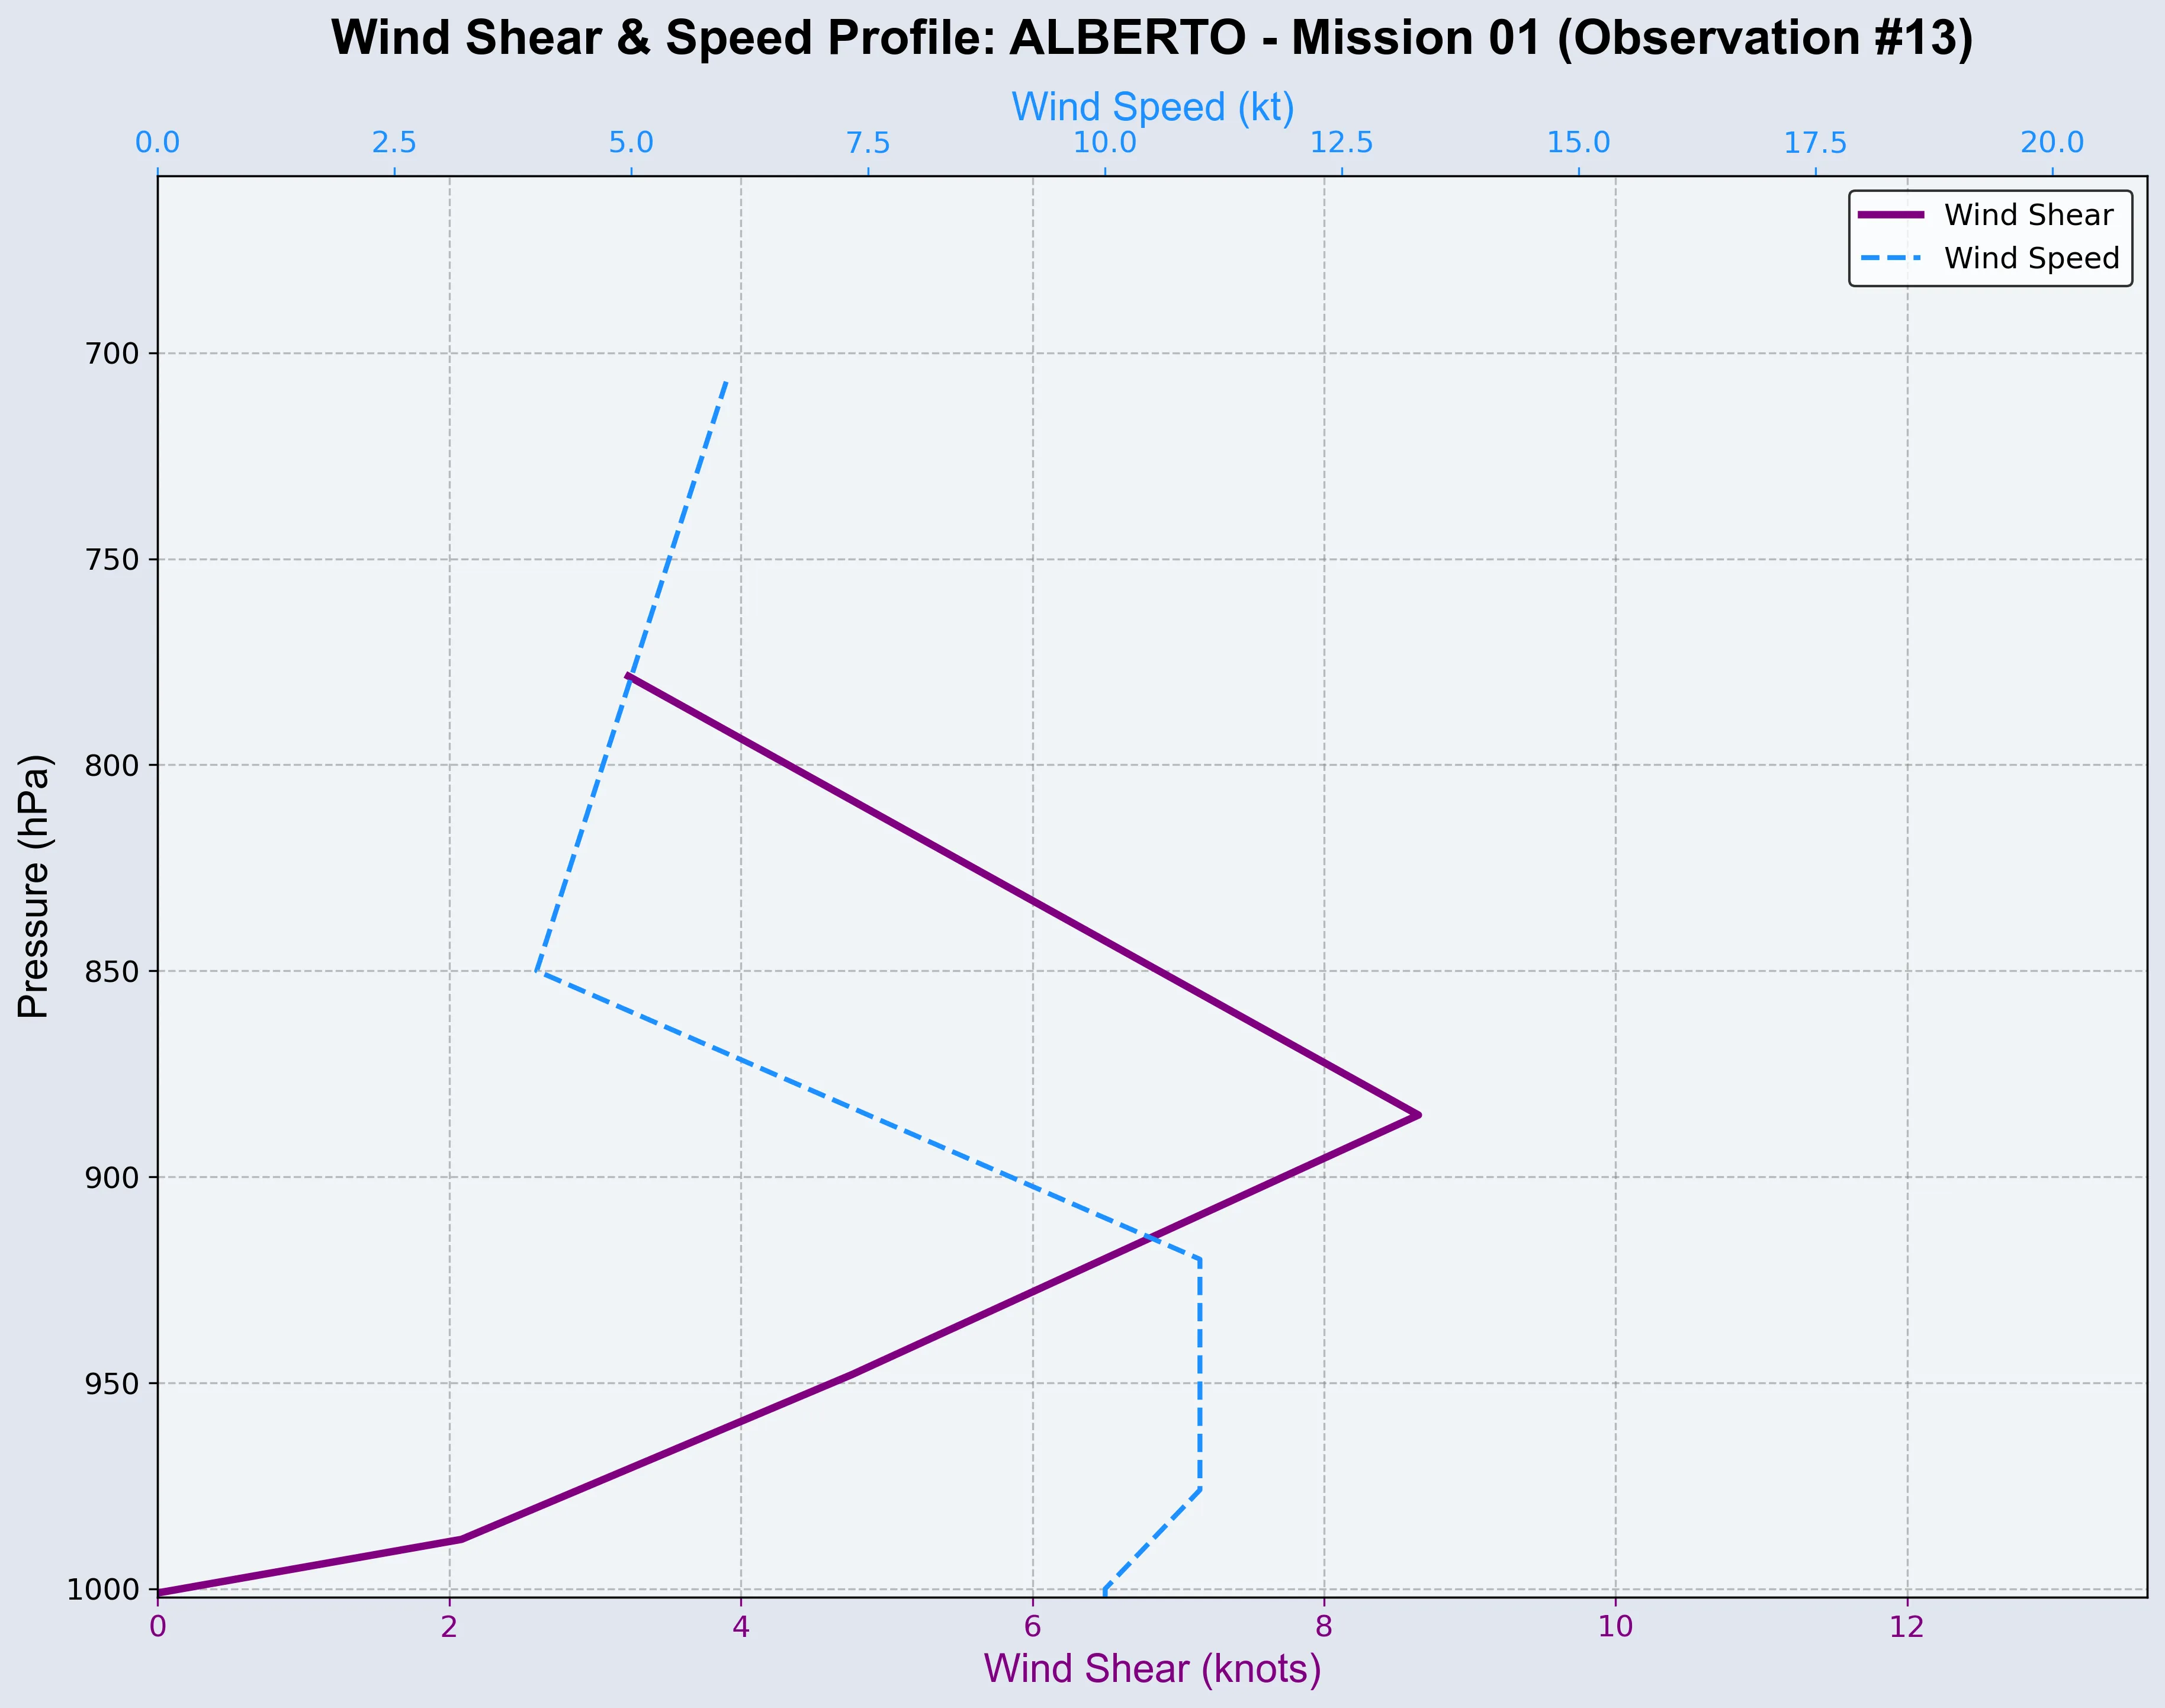 Wind Shear & Speed Profile: ALBERTO - Mission 01 (Observation #13)
Wind Speed (kt)
0.0 2.5 5.0 7.5 10.0 12.5 15.0 17.5 20.0
Wind Shear
Wind Speed
700
750
800
850
900
950
1000
Pressure (hPa)
0 2 4 6 8 10 12
Wind Shear (knots)